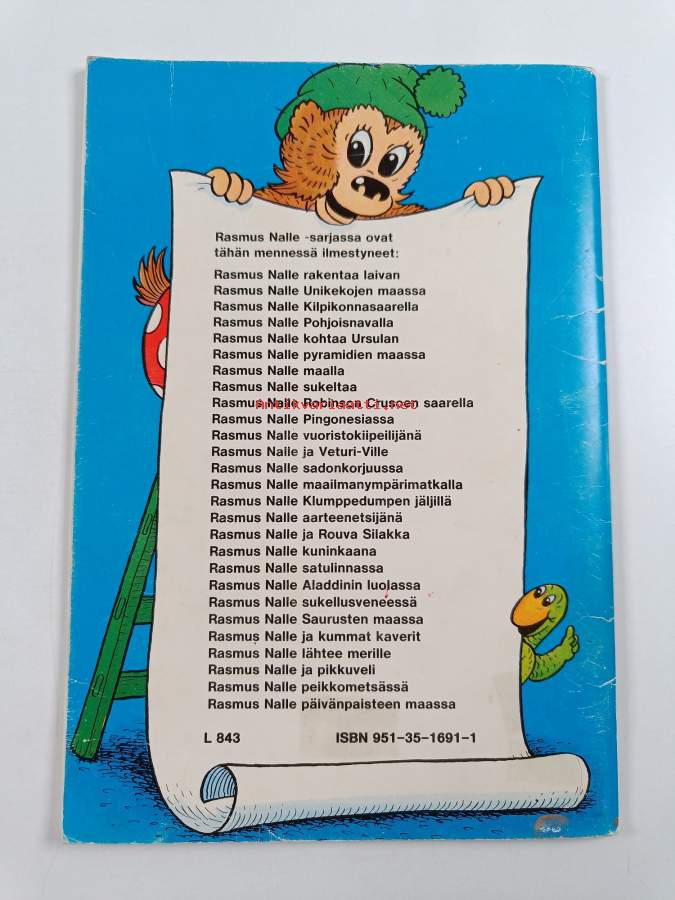 Rasmus Nalle -sarjassa ovat
tähän mennessä ilmestyneet:
Rasmus Nalle rakentaa laivan
Rasmus Nalle Unikekojen maassa
Rasmus Nalle Kilpikonnasaarella
Rasmus Nalle Pohjoisnavalla
Rasmus Nalle kohtaa Ursulan
Rasmus Nalle pyramidien maassa
Rasmus Nalle maalla
Rasmus Nalle sukeltaa
Rasmus Nalle Robinson Crusoen saarella
Antikvariaatti.net
Rasmus Nalle Pingonesiassa
Rasmus Nalle vuoristokiipeilijänä
Rasmus Nalle ja Veturi-Ville
Rasmus Nalle sadonkorjuussa
Rasmus Nalle maailmanympärimatkalla
Rasmus Nalle Klumppedumpen jäljillä
Rasmus Nalle aarteenetsijänä
Rasmus Nalle ja Rouva Silakka
Rasmus Nalle kuninkaana
Rasmus Nalle satulinnassa
Rasmus Nalle Aladdinin luolassa
Rasmus Nalle sukellusveneessä
Rasmus Nalle Saurusten maassa
Rasmus Nalle ja kummat kaverit
Rasmus Nalle lähtee merille
Rasmus Nalle ja pikkuveli
Rasmus Nalle peikkometsässä
Rasmus Nalle päivänpaisteen maassa
L 843 ISBN 951-35-1691-1